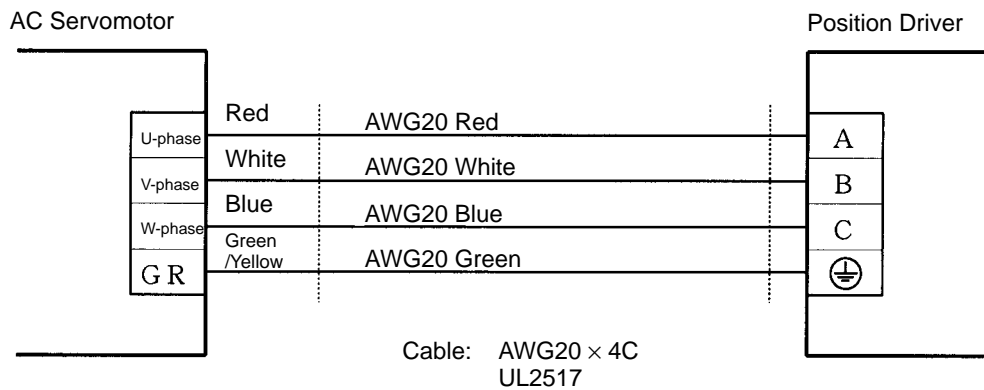 AC Servomotor
Position Driver
Red
AWG20 Red
U-phase
A
White
AWG20 White
V-phase
B
Blue
AWG20 Blue
W-phase
C
Green
/Yellow
AWG20 Green
GR
Cable: AWG20 × 4C
UL2517